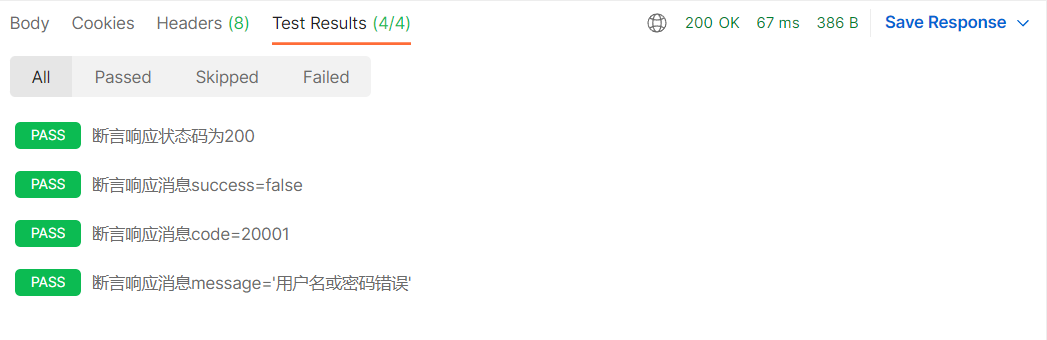 Body Cookies Headers (8) Test Results (4/4) 200 OK 67 ms 386 B Save Response
All Passed Skipped Failed
PASS 断言响应状态码为200
PASS 断言响应消息success=false
PASS 断言响应消息code=20001
PASS 断言响应消息message='用户名或密码错误'